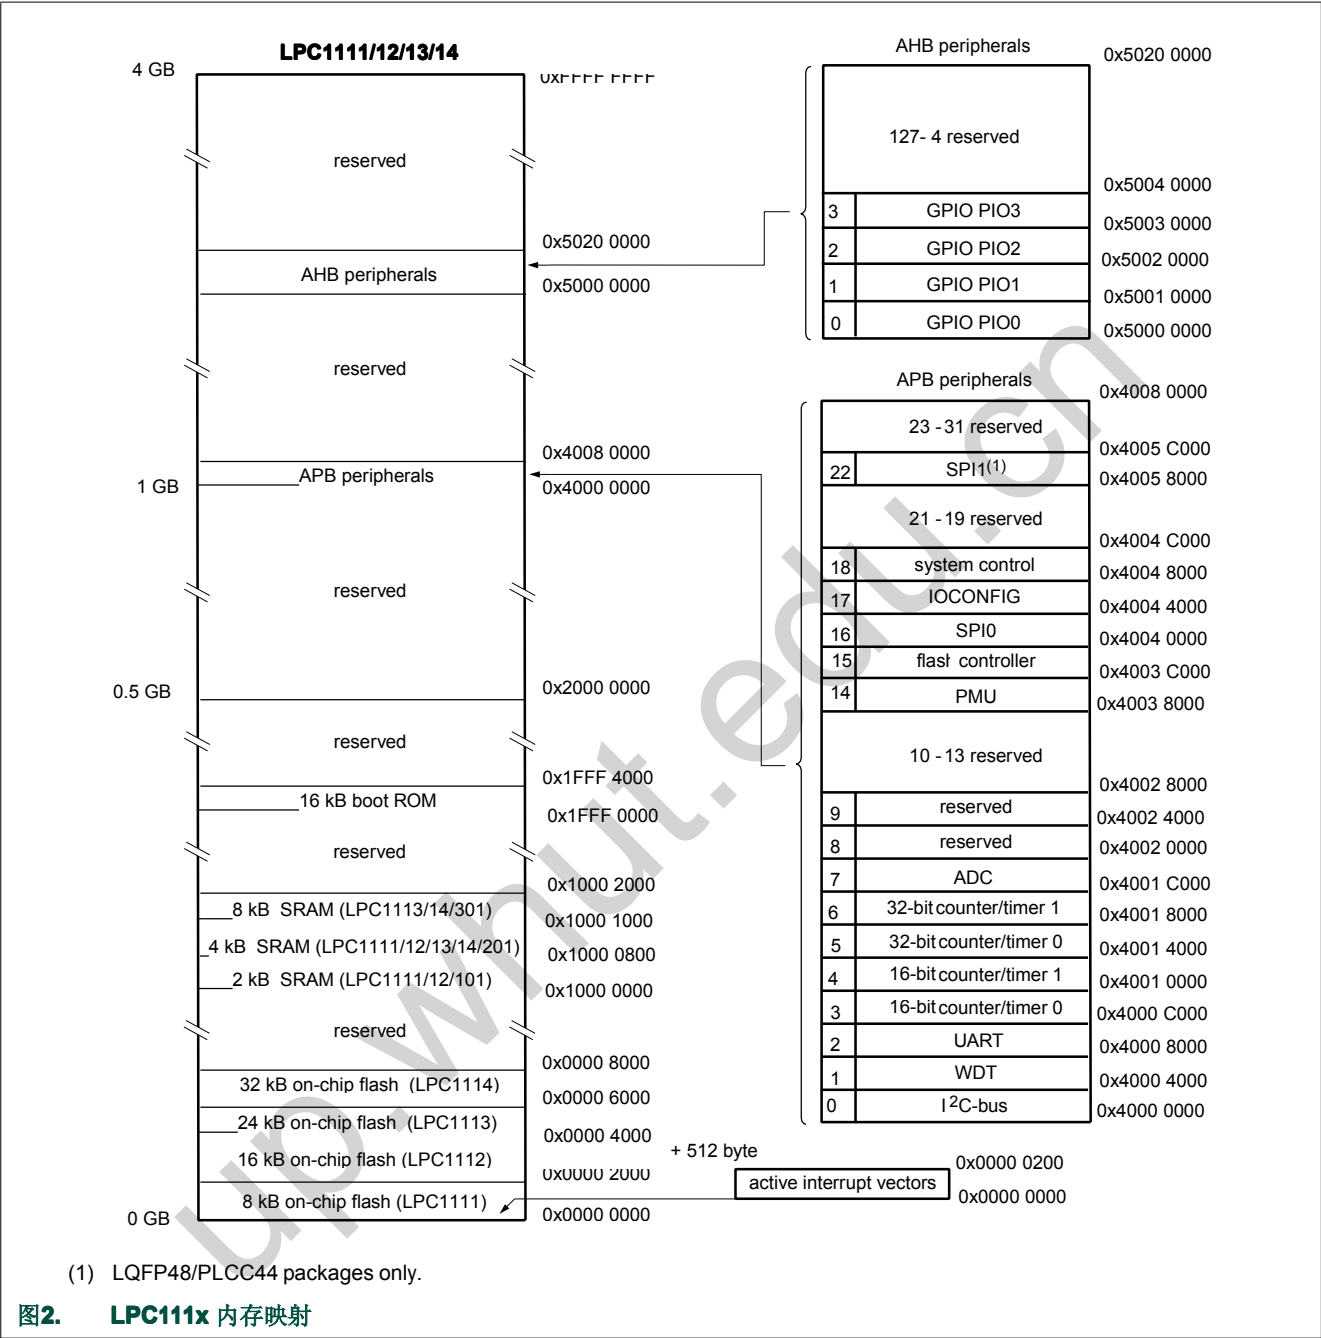 LPC1111/12/13/14
4 GB
0xFFFF FFFF
reserved
0x5020 0000
AHB peripherals
0x5000 0000
reserved
0x4008 0000
APB peripherals
1 GB
0x4000 0000
reserved
0.5 GB
0x2000 0000
reserved
0x1FFF 4000
16 kB boot ROM
0x1FFF 0000
reserved
0x1000 2000
8 kB SRAM (LPC1113/14/301)
0x1000 1000
4 kB SRAM (LPC1111/12/13/14/201)
0x1000 0800
2 kB SRAM (LPC1111/12/101)
0x1000 0000
reserved
0x0000 8000
32 kB on-chip flash (LPC1114)
0x0000 6000
24 kB on-chip flash (LPC1113)
0x0000 4000
16 kB on-chip flash (LPC1112)
0x0000 2000
8 kB on-chip flash (LPC1111)
0 GB
0x0000 0000
AHB peripherals
0x5020 0000
127- 4 reserved
0x5004 0000
3 GPIO PIO3
0x5003 0000
2 GPIO PIO2
0x5002 0000
1 GPIO PIO1
0x5001 0000
0 GPIO PIO0
0x5000 0000
APB peripherals
0x4008 0000
23 - 31 reserved
0x4005 C000
22 SPI1(1)
0x4005 8000
21 - 19 reserved
0x4004 C000
18 system control
0x4004 8000
17 IOCONFIG
0x4004 4000
16 SPI0
0x4004 0000
15 flash controller
0x4003 C000
14 PMU
0x4003 8000
10 - 13 reserved
0x4002 8000
9 reserved
0x4002 4000
8 reserved
0x4002 0000
7 ADC
0x4001 C000
6 32-bit counter/timer 1
0x4001 8000
5 32-bit counter/timer 0
0x4001 4000
4 16-bit counter/timer 1
0x4001 0000
3 16-bit counter/timer 0
0x4000 C000
2 UART
0x4000 8000
1 WDT
0x4000 4000
0 I2C-bus
0x4000 0000
+ 512 byte
0x0000 0200
active interrupt vectors
0x0000 0000
(1) LQFP48/PLCC44 packages only.
图2. LPC111x 内存映射
up.whut.edu.cn